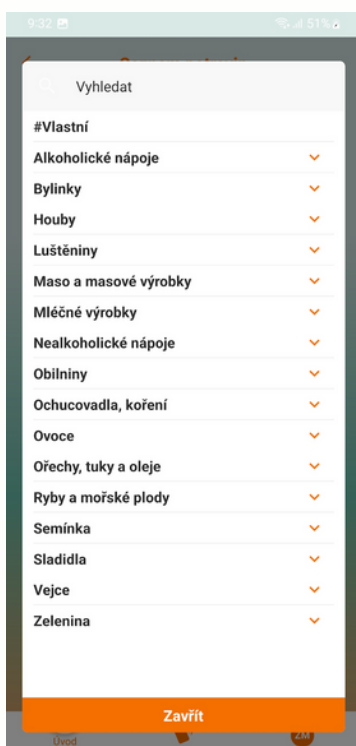 9:32
51%
Vyhledat
#Vlastní
Alkoholické nápoje
Bylinky
Houby
Luštěniny
Maso a masové výrobky
Mléčné výrobky
Nealkoholické nápoje
Obilniny
Ochucovadla, koření
Ovoce
Ořechy, tuky a oleje
Ryby a mořské plody
Semínka
Sladidla
Vejce
Zelenina
Zavřít
Úvod
ZM